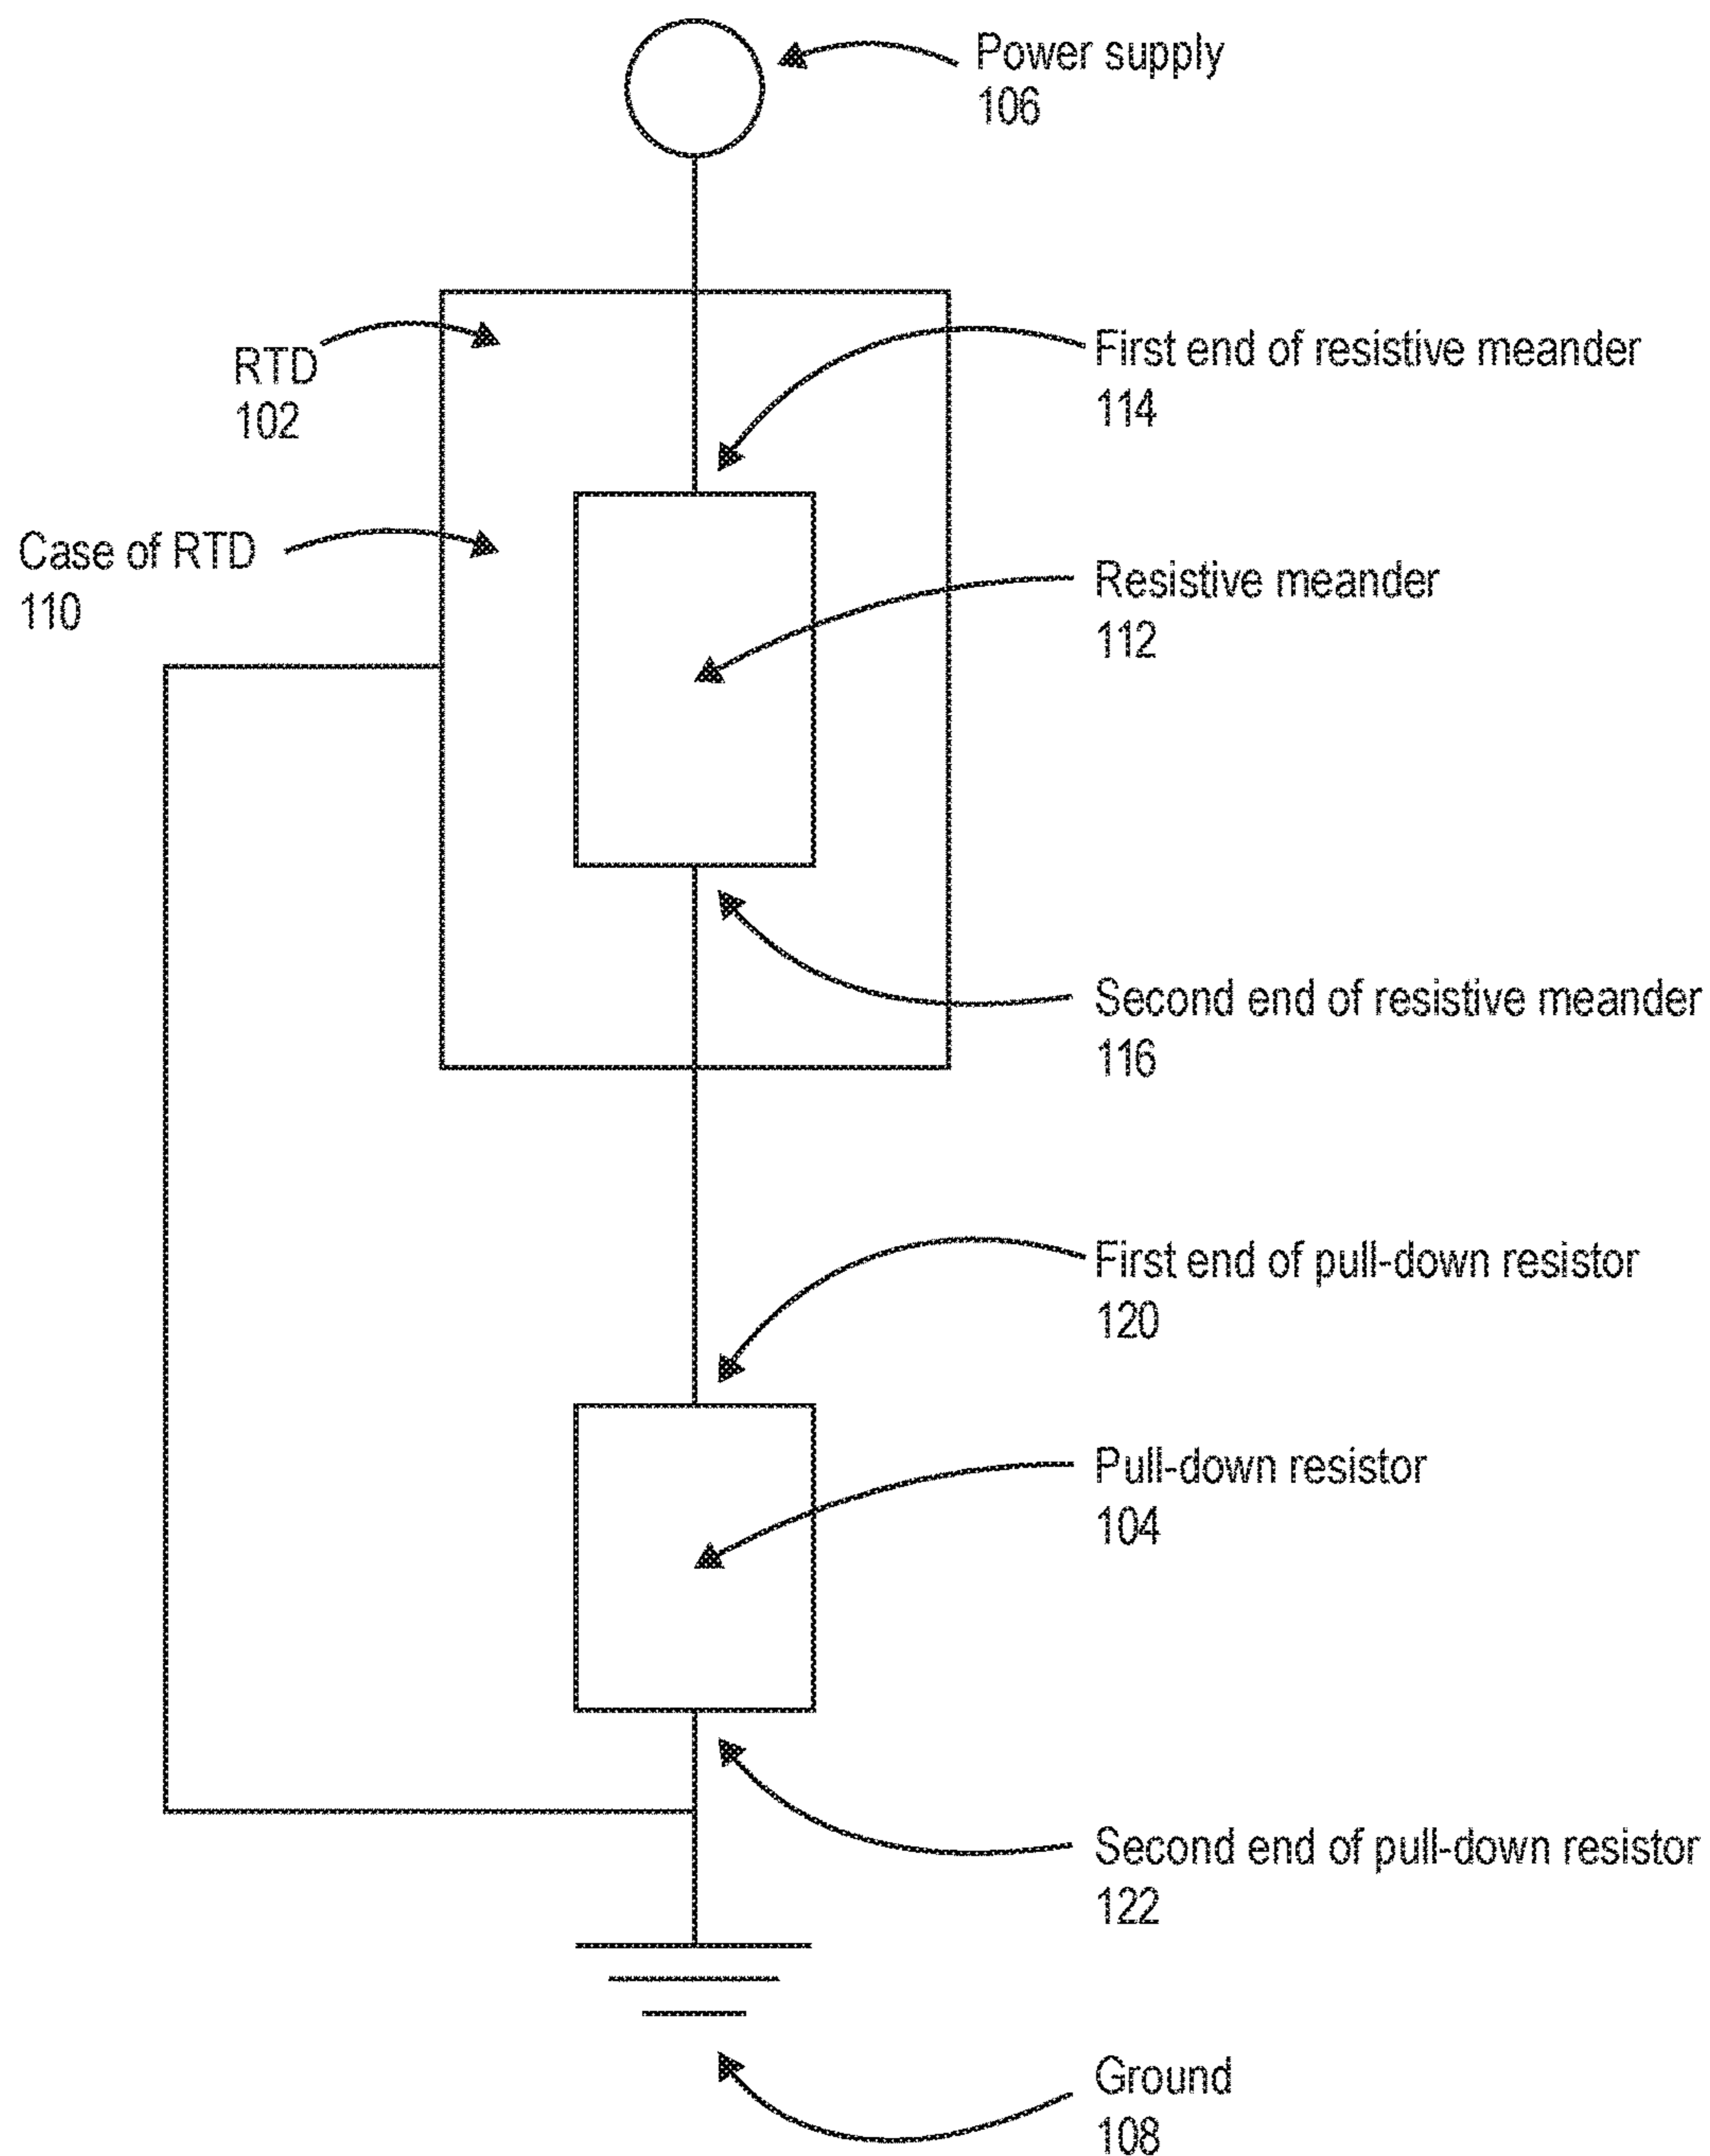 Power supply
106
RTD
102
First end of resistive meander
114
Case of RTD
110
Resistive meander
112
Second end of resistive meander
116
First end of pull-down resistor
120
Pull-down resistor
104
Second end of pull-down resistor
122
Ground
108